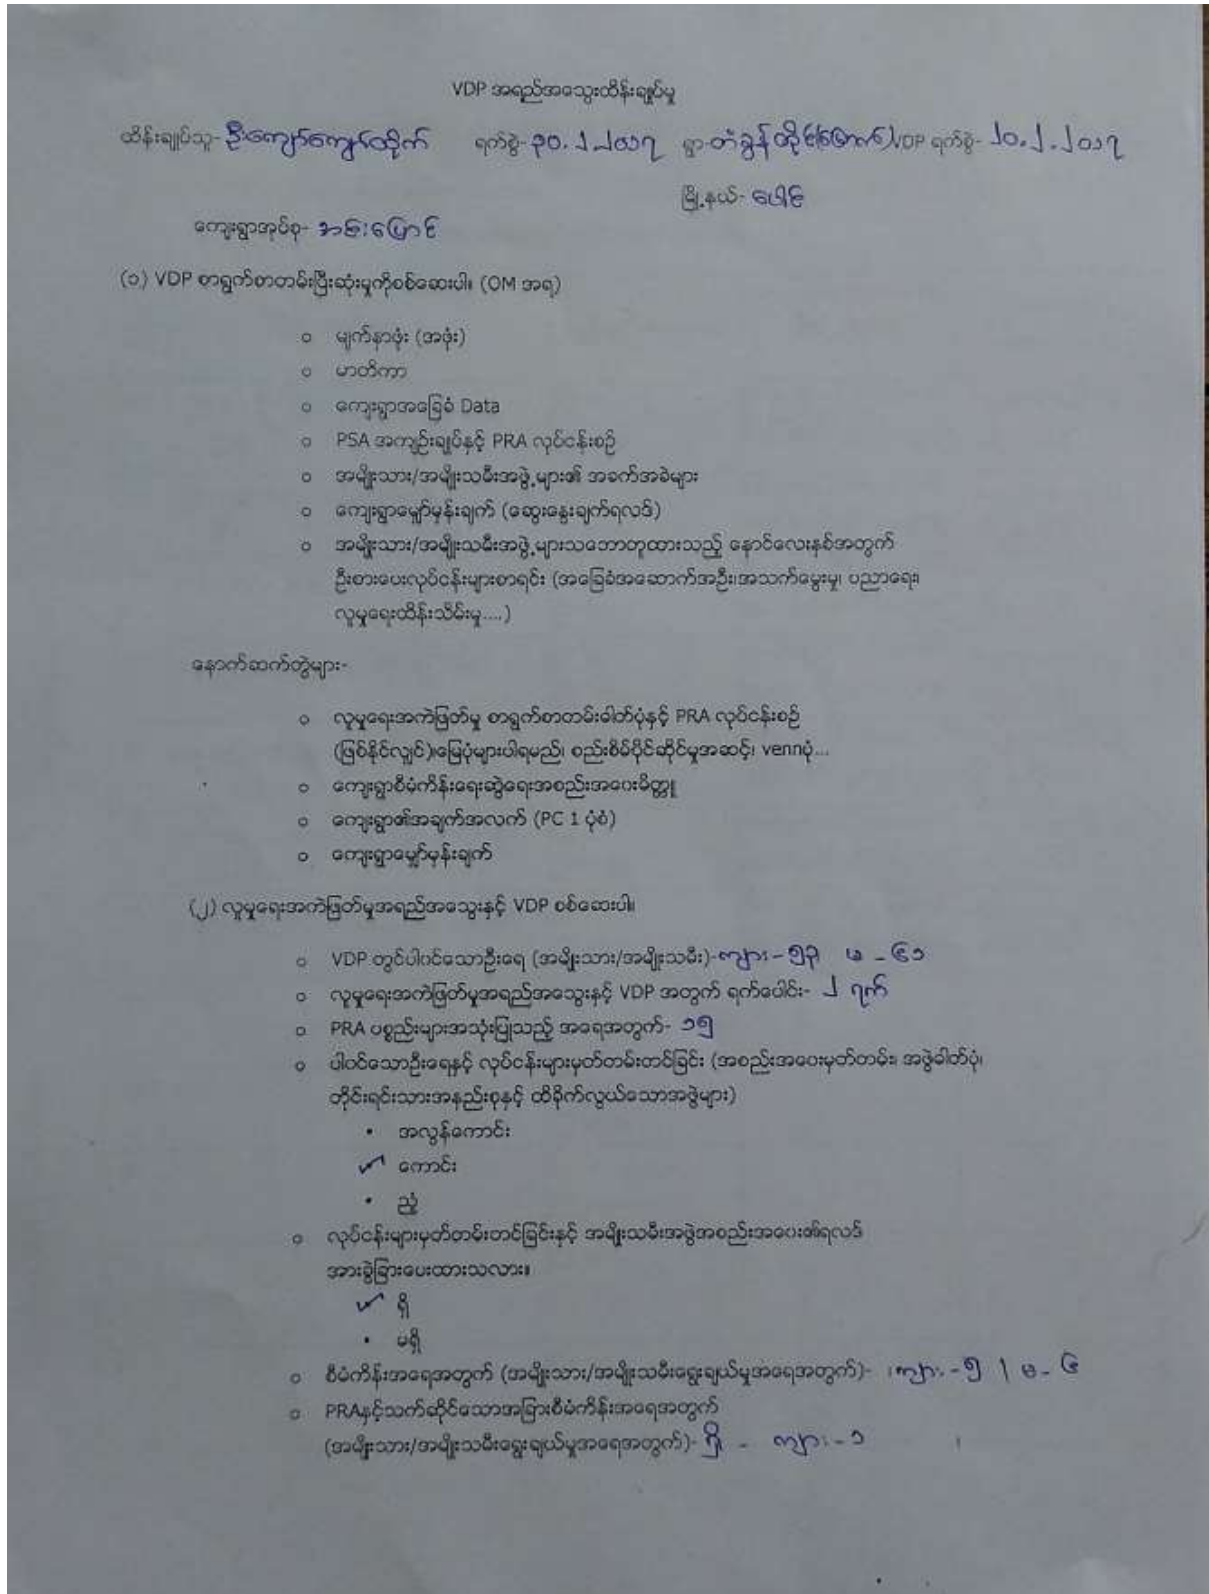 VDP အရည်အသွေးထိန်းချုပ်မှု
ထိန်းချုပ်သူ- ဦးကျော်ကျော်ထိုက် ရက်စွဲ- ၃၀.၂.၂၀၁၇ ရွာ-တံခွန်တိုင်(မြောက်) VDP ရက်စွဲ- ၂၀.၂.၂၀၁၇
မြို့နယ်- ပေါင်
ကျေးရွာအုပ်စု- အင်းပြောင်
(၁) VDP စာရွက်စာတမ်းပြီးဆုံးမှုကိုစစ်ဆေးပါ။ (OM အရ)
o မျက်နှာဖုံး (အဖုံး)
o မာတိကာ
o ကျေးရွာအခြေခံ Data
o PSA အကျဉ်းချုပ်နှင့် PRA လုပ်ငန်းစဉ်
o အမျိုးသား/အမျိုးသမီးအဖွဲ့များ၏ အခက်အခဲများ
o ကျေးရွာမျှော်မှန်းချက် (ဆွေးနွေးချက်ရလဒ်)
o အမျိုးသား/အမျိုးသမီးအဖွဲ့များသဘောတူထားသည့် နောင်လေးနှစ်အတွက်
ဦးစားပေးလုပ်ငန်းများစာရင်း (အခြေခံအဆောက်အဦး၊အသက်မွေးမှု၊ ပညာရေး၊
လူမှုရေးထိန်းသိမ်းမှု....)
နောက်ဆက်တွဲများ-
o လူမှုရေးအကဲဖြတ်မှု စာရွက်စာတမ်းဓါတ်ပုံနှင့် PRA လုပ်ငန်းစဉ်
(ဖြစ်နိုင်လျှင်)၊မြေပုံများပါရမည်၊ စည်းစိမ်ပိုင်ဆိုင်မှုအဆင့်၊ vennပုံ...
o ကျေးရွာစီမံကိန်းရေးဆွဲရေးအစည်းအဝေးမိတ္တူ
o ကျေးရွာ၏အချက်အလက် (PC 1 ပုံစံ)
o ကျေးရွာမျှော်မှန်းချက်
(၂) လူမှုရေးအကဲဖြတ်မှုအရည်အသွေးနှင့် VDP စစ်ဆေးပါ။
o VDP တွင်ပါဝင်သောဦးရေ (အမျိုးသား/အမျိုးသမီး)-ကျား - ၅၃ မ - ၆၁
o လူမှုရေးအကဲဖြတ်မှုအရည်အသွေးနှင့် VDP အတွက် ရက်ပေါင်း- ၂ ရက်
o PRA ပစ္စည်းများအသုံးပြုသည့် အရေအတွက်- ၁၅
o ပါဝင်သောဦးရေနှင့် လုပ်ငန်းများမှတ်တမ်းတင်ခြင်း (အစည်းအဝေးမှတ်တမ်း၊ အဖွဲဓါတ်ပုံ၊
တိုင်းရင်းသားအနည်းစုနှင့် ထိခိုက်လွယ်သောအဖွဲများ)
• အလွန်ကောင်း
✓ ကောင်း
• ညံ့
o လုပ်ငန်းများမှတ်တမ်းတင်ခြင်းနှင့် အမျိုးသမီးအဖွဲအစည်းအဝေး၏ရလဒ်
အားခွဲခြားပေးထားသလား။
✓ ရှိ
• မရှိ
o စီမံကိန်းအရေအတွက် (အမျိုးသား/အမျိုးသမီးရွေးချယ်မှုအရေအတွက်)- ကျား - ၅ | မ - ၆
o PRAနှင့်သက်ဆိုင်သောအခြားစီမံကိန်းအရေအတွက်
(အမျိုးသား/အမျိုးသမီးရွေးချယ်မှုအရေအတွက်)- ရှိ - ကျား - ၁